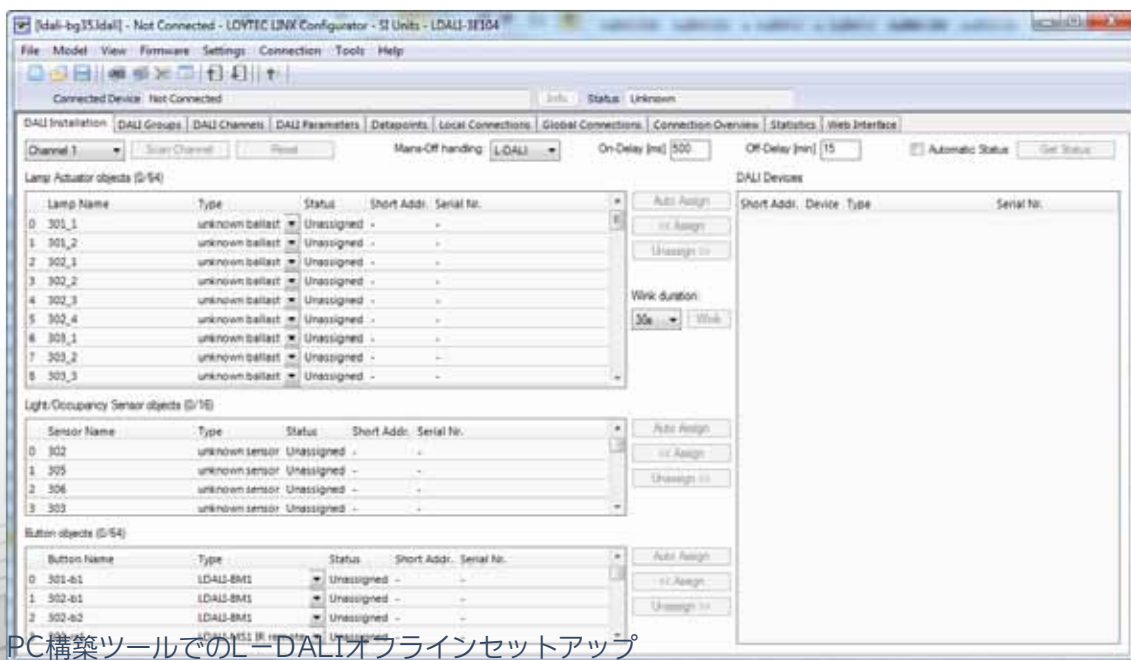 [ldali-bg35.ldali] - Not Connected - LOYTEC LINX Configurator - SI Units - LDALI-3E104
File Model View Firmware Settings Connection Tools Help
Connected Device Not Connected Info Status Unknown
DALI Installation DALI Groups DALI Channels DALI Parameters Datapoints Local Connections Global Connections Connection Overview Statistics Web Interface
Channel 1 Scan Channel Reset Mains-Off handling: L-DALI On-Delay [ms] 500 Off-Delay [min] 15 Automatic Status Get Status
Lamp Actuator objects (0/64) DALI Devices
Lamp Name Type Status Short Addr. Serial Nr. Auto Assign Short Addr. Device Type Serial Nr.
0 301_1 unknown ballast Unassigned - - << Assign
1 301_2 unknown ballast Unassigned - - Unassign >>
2 302_1 unknown ballast Unassigned - -
3 302_2 unknown ballast Unassigned - - Wink duration:
4 302_3 unknown ballast Unassigned - - 30s Wink
5 302_4 unknown ballast Unassigned - -
6 303_1 unknown ballast Unassigned - -
7 303_2 unknown ballast Unassigned - -
8 303_3 unknown ballast Unassigned - -
Light/Occupancy Sensor objects (0/16)
Sensor Name Type Status Short Addr. Serial Nr. Auto Assign
0 302 unknown sensor Unassigned - - << Assign
1 305 unknown sensor Unassigned - - Unassign >>
2 306 unknown sensor Unassigned - -
3 303 unknown sensor Unassigned - -
Button objects (0/64)
Button Name Type Status Short Addr. Serial Nr. Auto Assign
0 301-b1 LDALI-BM1 Unassigned - - << Assign
1 302-b1 LDALI-BM1 Unassigned - - Unassign >>
2 302-b2 LDALI-BM1 Unassigned - -
LDALI-MS1 IR remote Unassigned - -
PC構築ツールでのL-DALIオフラインセットアップ